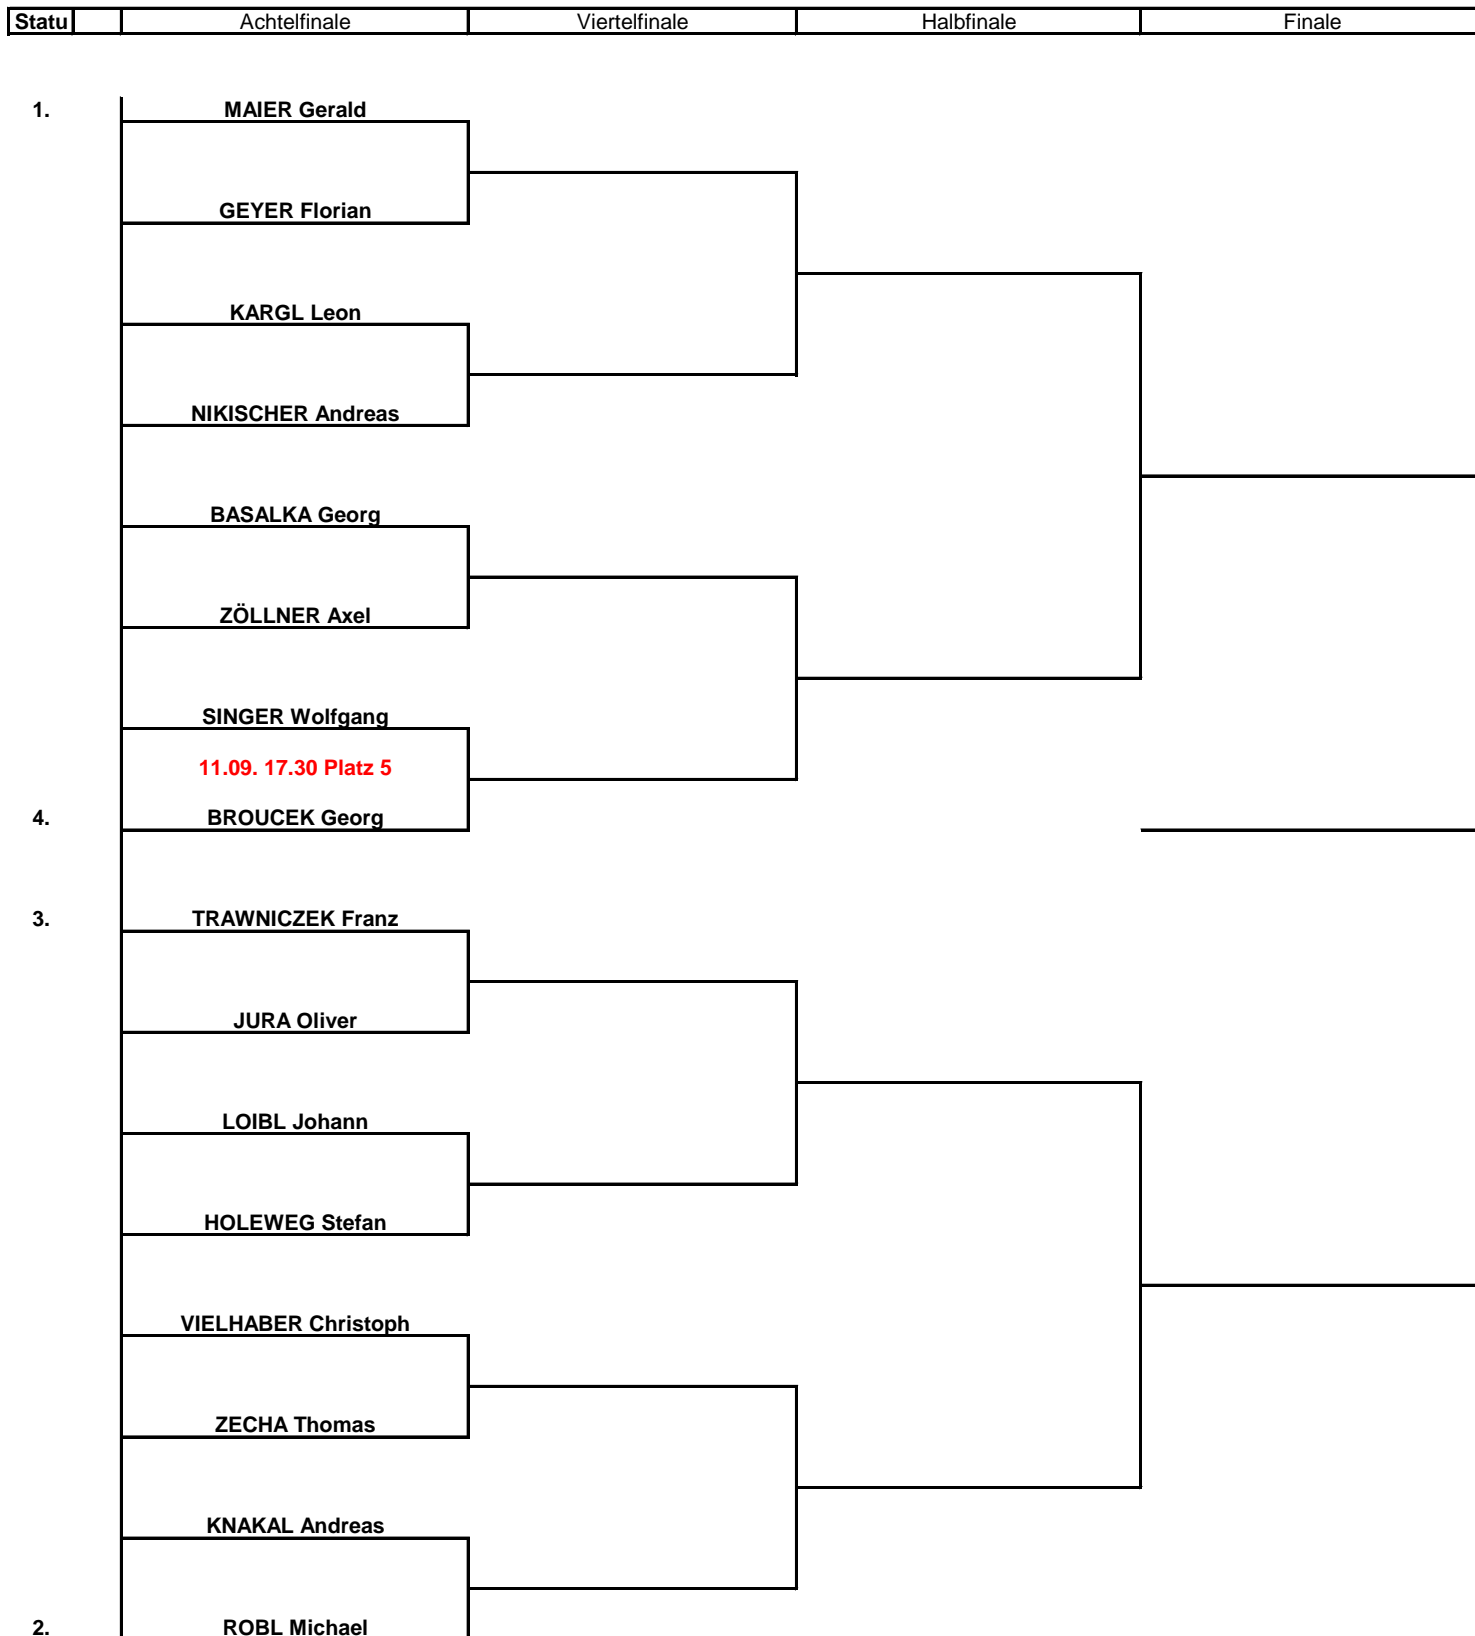 Statu Achtelfinale Viertelfinale Halbfinale Finale
1. MAIER Gerald
GEYER Florian
KARGL Leon
NIKISCHER Andreas
BASALKA Georg
ZÖLLNER Axel
SINGER Wolfgang
11.09. 17.30 Platz 5
4. BROUCEK Georg
3. TRAWNICZEK Franz
JURA Oliver
LOIBL Johann
HOLEWEG Stefan
VIELHABER Christoph
ZECHA Thomas
KNAKAL Andreas
2. ROBL Michael